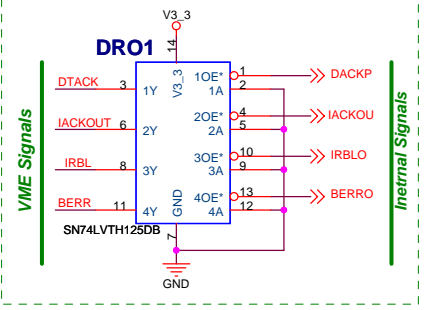 V3_3
DRO1
14
DTACK 3 1Y V3_3 1OE* 1 DACKP
1A 2
IACKOUT 6 2Y 2OE* 4 IACKOU
2A 5
IRBL 8 3Y 3OE* 10 IRBLO
3A 9
BERR 11 4Y GND 4OE* 13 BERRO
4A 12
SN74LVTH125DB
7
GND
VME Signals
Inetrnal Signals